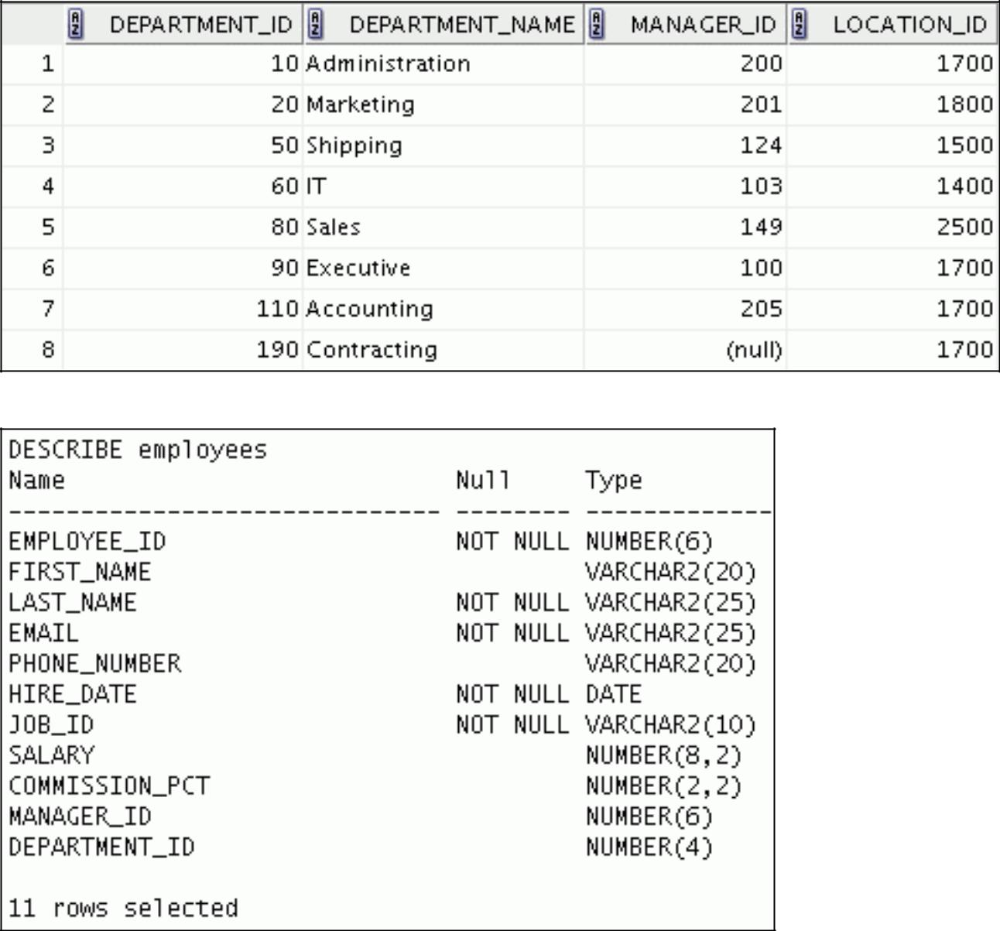 DEPARTMENT_ID DEPARTMENT_NAME MANAGER_ID LOCATION_ID
1 10 Administration 200 1700
2 20 Marketing 201 1800
3 50 Shipping 124 1500
4 60 IT 103 1400
5 80 Sales 149 2500
6 90 Executive 100 1700
7 110 Accounting 205 1700
8 190 Contracting (null) 1700
DESCRIBE employees
Name Null Type
------------------------------ -------- -------------
EMPLOYEE_ID NOT NULL NUMBER(6)
FIRST_NAME VARCHAR2(20)
LAST_NAME NOT NULL VARCHAR2(25)
EMAIL NOT NULL VARCHAR2(25)
PHONE_NUMBER VARCHAR2(20)
HIRE_DATE NOT NULL DATE
JOB_ID NOT NULL VARCHAR2(10)
SALARY NUMBER(8,2)
COMMISSION_PCT NUMBER(2,2)
MANAGER_ID NUMBER(6)
DEPARTMENT_ID NUMBER(4)
11 rows selected